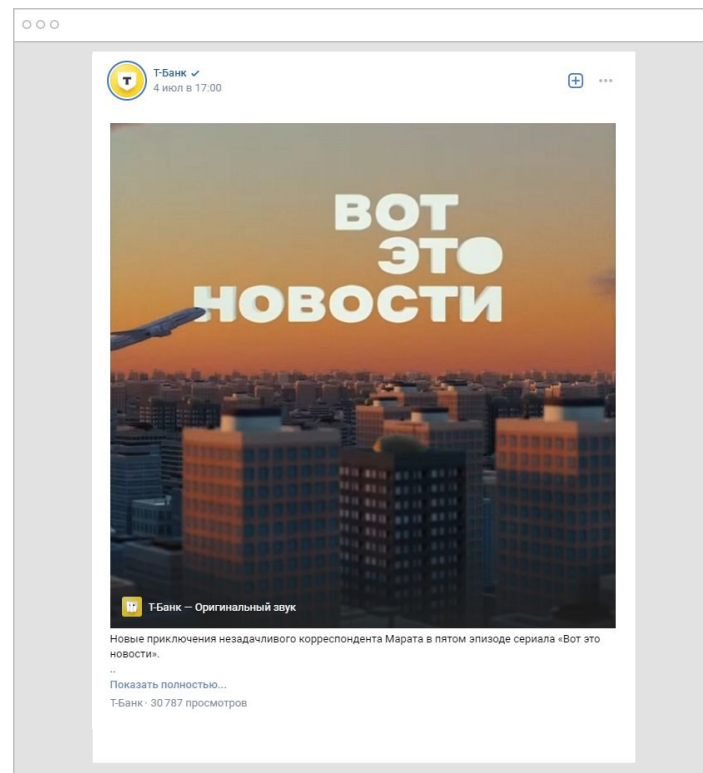 Т-Банк
4 июл в 17:00
ВОТ
ЭТО
НОВОСТИ
Т-Банк — Оригинальный звук
Новые приключения незадачливого корреспондента Марата в пятом эпизоде сериала «Вот это
новости».
..
Показать полностью...
Т-Банк · 30 787 просмотров